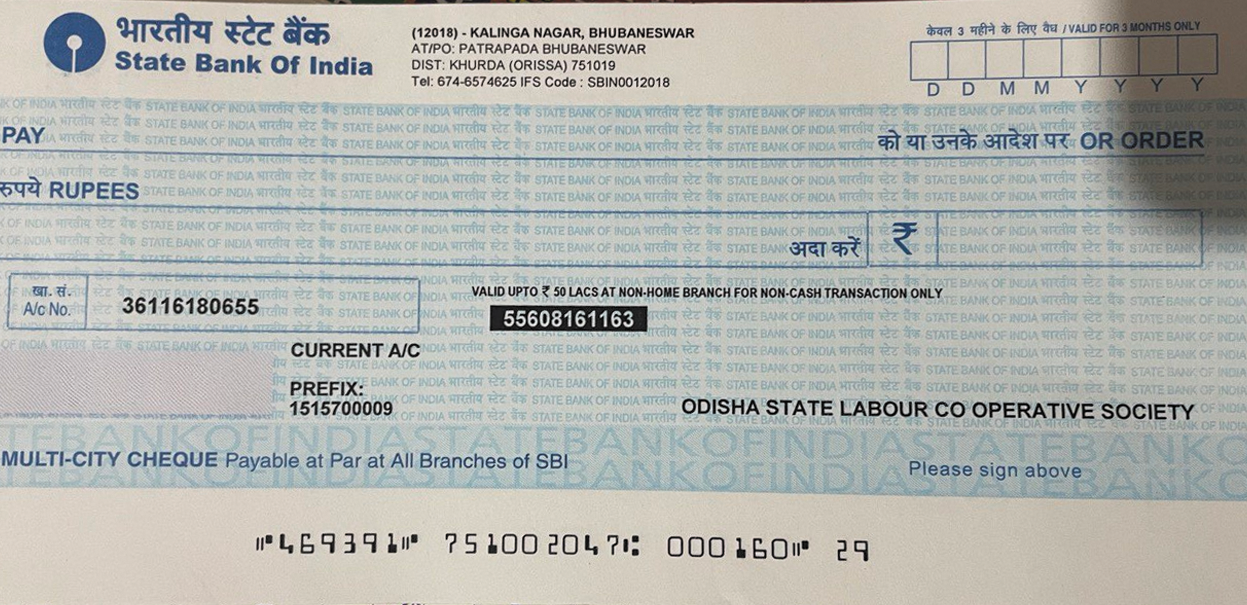 भारतीय स्टेट बैंक
State Bank Of India
(12018) - KALINGA NAGAR, BHUBANESWAR
AT/PO: PATRAPADA BHUBANESWAR
DIST: KHURDA (ORISSA) 751019
Tel: 674-6574625 IFS Code : SBIN0012018
केवल 3 महीने के लिए वैध / VALID FOR 3 MONTHS ONLY
D D M M Y Y Y Y
PAY
को या उनके आदेश पर OR ORDER
रुपये RUPEES
अदा करें ₹
खा. सं.
A/c No.
36116180655
VALID UPTO ₹ 50 LACS AT NON-HOME BRANCH FOR NON-CASH TRANSACTION ONLY
55608161163
CURRENT A/C
PREFIX:
1515700009
ODISHA STATE LABOUR CO OPERATIVE SOCIETY
MULTI-CITY CHEQUE Payable at Par at All Branches of SBI
Please sign above
⑈469391⑈ 751002047⑆ 000160⑈ 29